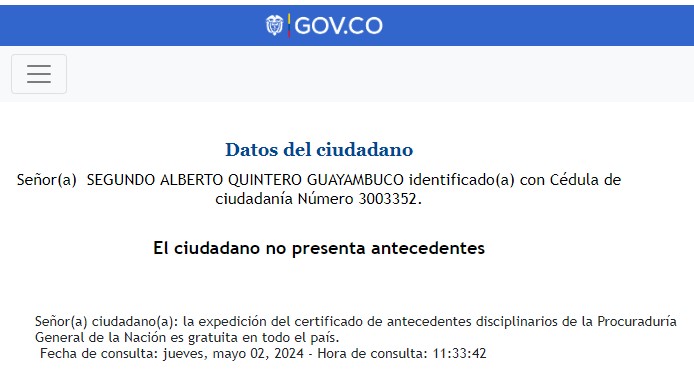 GOV.CO
Datos del ciudadano
Señor(a)  SEGUNDO ALBERTO QUINTERO GUAYAMBUCO identificado(a) con Cédula de
ciudadanía Número 3003352.
El ciudadano no presenta antecedentes
Señor(a) ciudadano(a): la expedición del certificado de antecedentes disciplinarios de la Procuraduría
General de la Nación es gratuita en todo el país.
Fecha de consulta: jueves, mayo 02, 2024 - Hora de consulta: 11:33:42